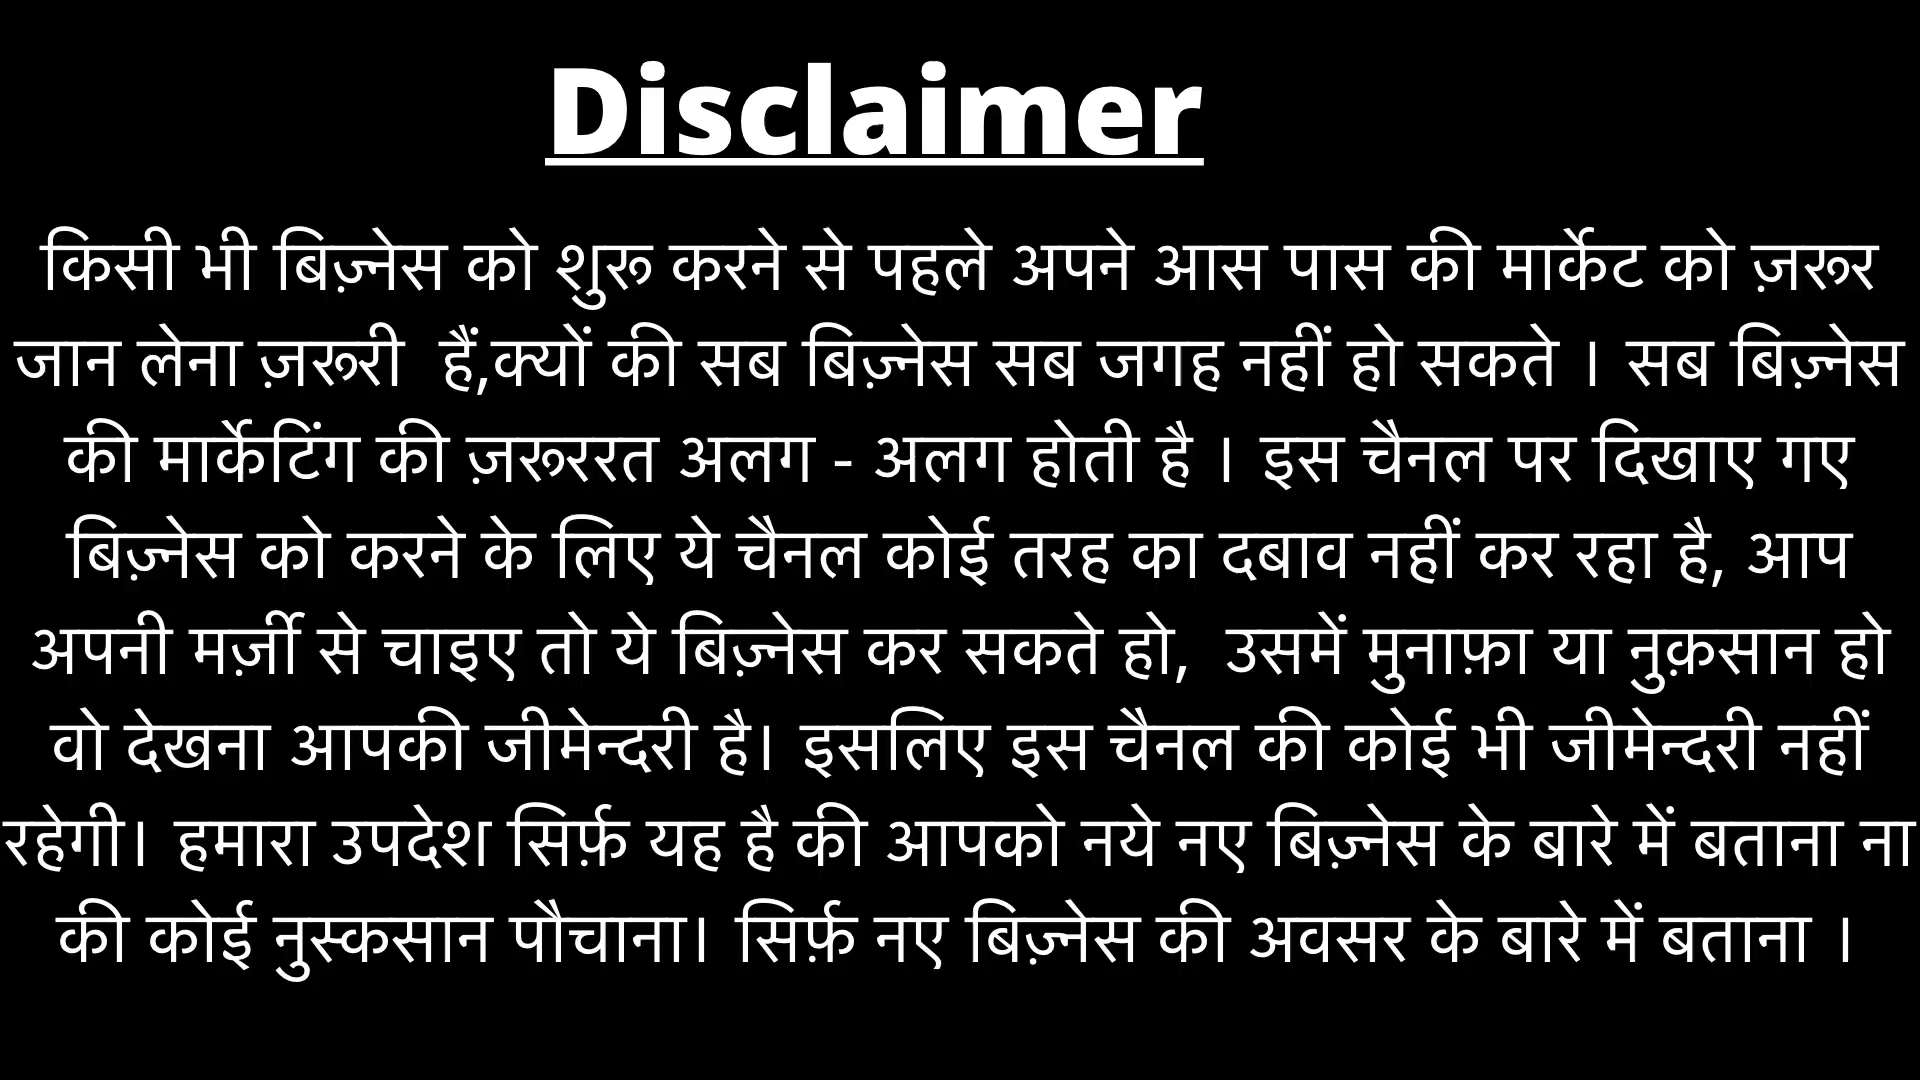 Disclaimer
किसी भी बिज़्नेस को शुरू करने से पहले अपने आस पास की मार्केट को ज़रूर
जान लेना ज़रूरी  हैं,क्यों की सब बिज़्नेस सब जगह नहीं हो सकते । सब बिज़्नेस
की मार्केटिंग की ज़रूररत अलग - अलग होती है । इस चैनल पर दिखाए गए
बिज़्नेस को करने के लिए ये चैनल कोई तरह का दबाव नहीं कर रहा है, आप
अपनी मर्ज़ी से चाइए तो ये बिज़्नेस कर सकते हो,  उसमें मुनाफ़ा या नुक़सान हो
वो देखना आपकी जीमेन्दरी है। इसलिए इस चैनल की कोई भी जीमेन्दरी नहीं
रहेगी। हमारा उपदेश सिर्फ़ यह है की आपको नये नए बिज़्नेस के बारे में बताना ना
की कोई नुस्कसान पौचाना। सिर्फ़ नए बिज़्नेस की अवसर के बारे में बताना ।